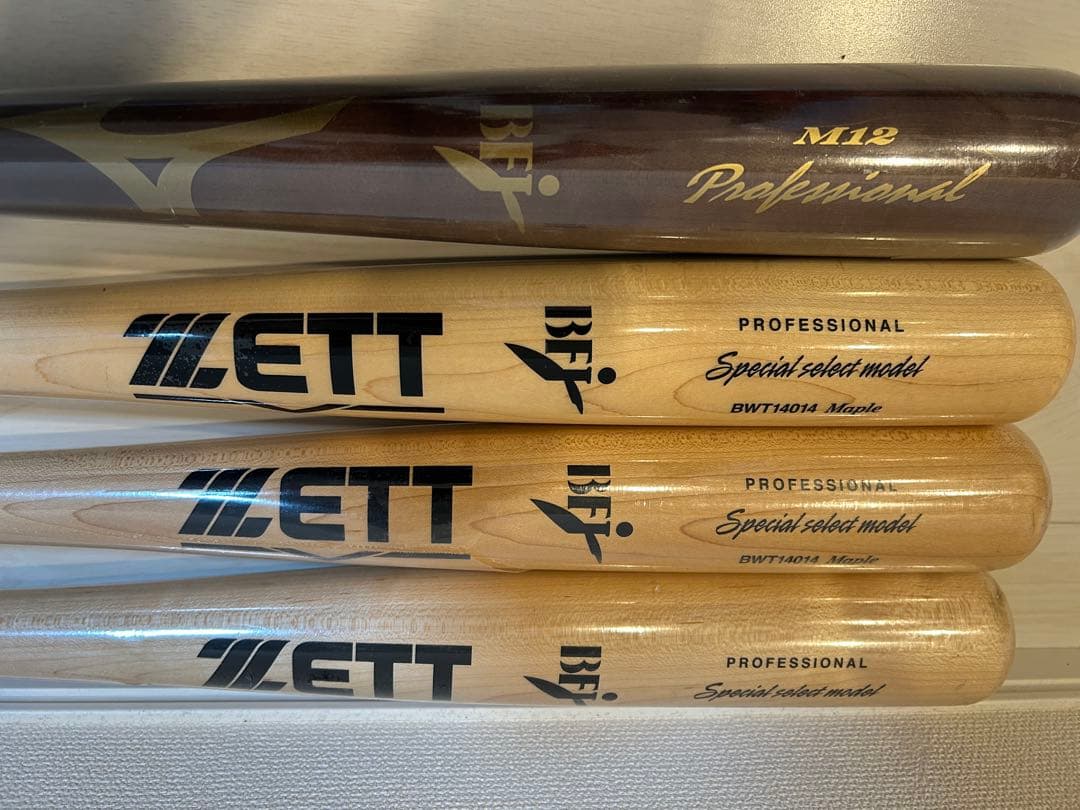 BFJ
M12
Professional
ZETT
BFJ
PROFESSIONAL
Special select model
BWT14014 Maple
ZETT
BFJ
PROFESSIONAL
Special select model
BWT14014 Maple
ZETT
BFJ
PROFESSIONAL
Special select model